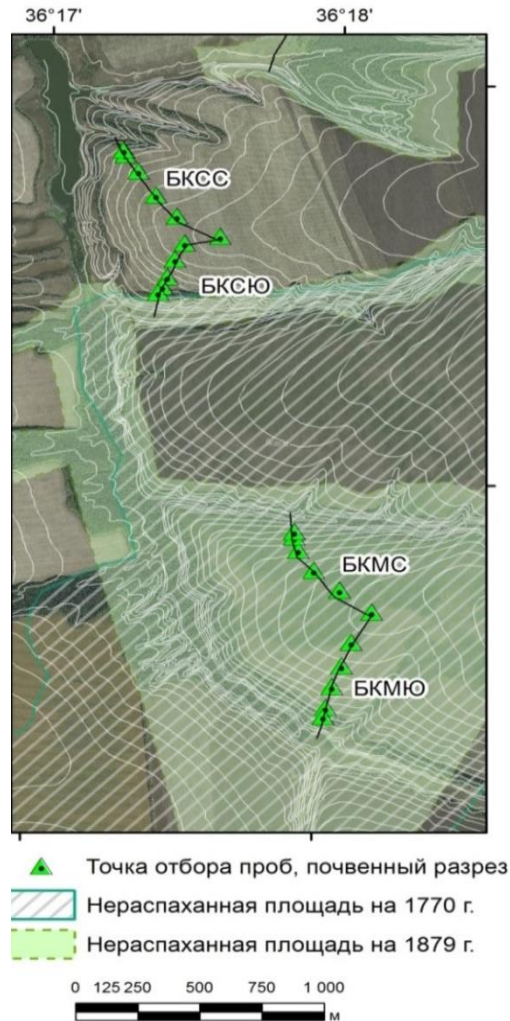 36°17' 36°18'
БКСС
БКСЮ
БКМС
БКМЮ
Точка отбора проб, почвенный разрез
Нераспаханная площадь на 1770 г.
Нераспаханная площадь на 1879 г.
0 125 250 500 750 1 000
м